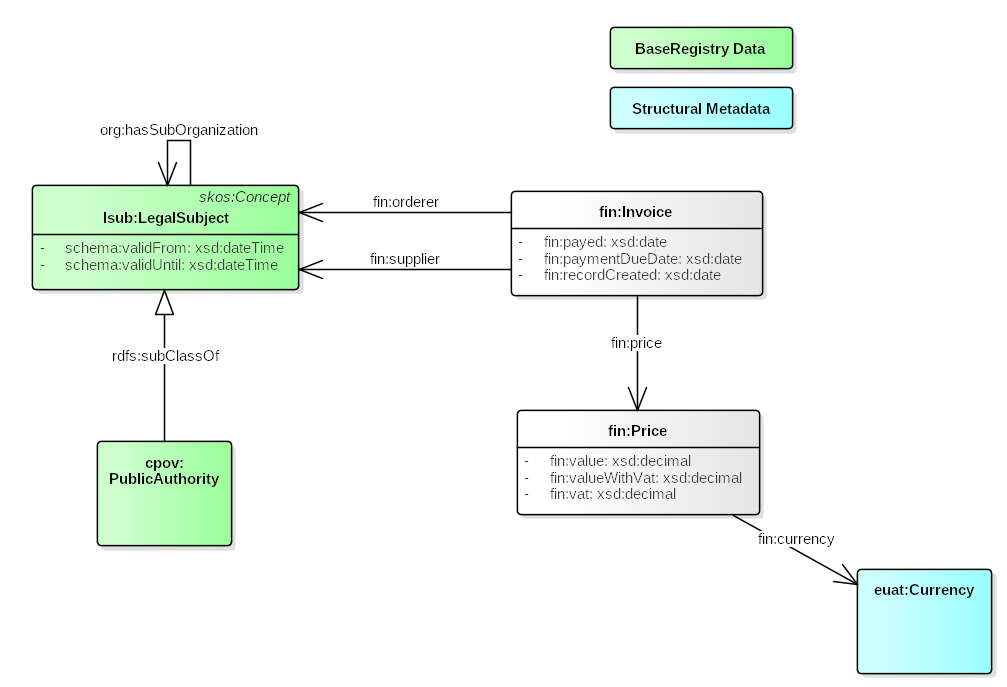 BaseRegistry Data
Structural Metadata
org:hasSubOrganization
skos:Concept
lsub:LegalSubject
- schema:validFrom: xsd:dateTime
- schema:validUntil: xsd:dateTime
fin:orderer
fin:supplier
fin:Invoice
- fin:payed: xsd:date
- fin:paymentDueDate: xsd:date
- fin:recordCreated: xsd:date
fin:price
rdfs:subClassOf
cpov:
PublicAuthority
fin:Price
- fin:value: xsd:decimal
- fin:valueWithVat: xsd:decimal
- fin:vat: xsd:decimal
fin:currency
euat:Currency